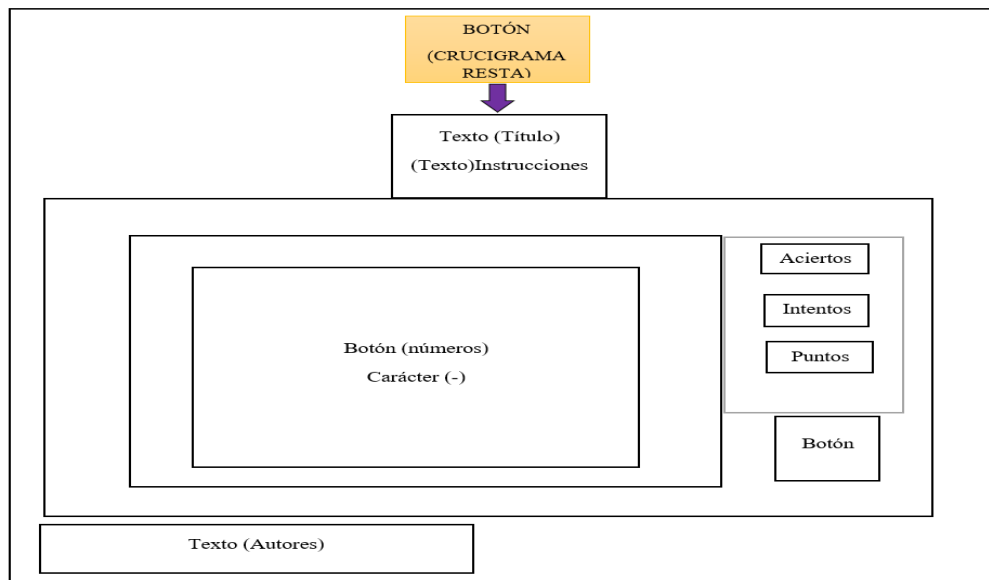 BOTÓN
(CRUCIGRAMA
RESTA)
Texto (Título)
(Texto)Instrucciones
Aciertos
Intentos
Puntos
Botón (números)
Carácter (-)
Botón
Texto (Autores)